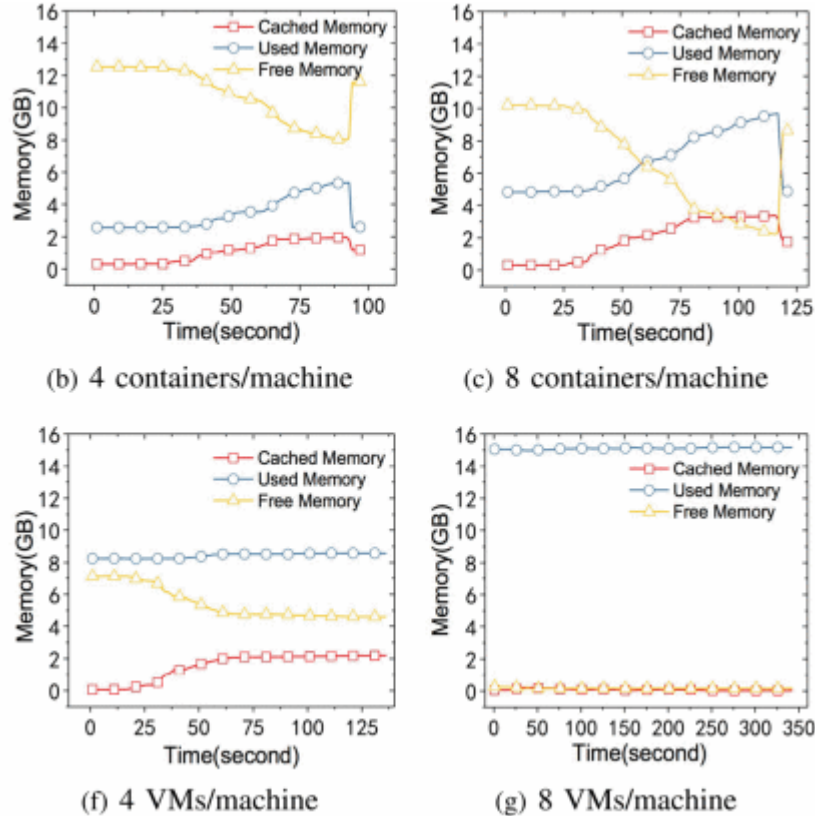 16
14
12
10
8
6
4
2
0
Memory(GB)
Cached Memory
Used Memory
Free Memory
0 25 50 75 100
Time(second)
(b) 4 containers/machine
16
14
12
10
8
6
4
2
0
Memory(GB)
Cached Memory
Used Memory
Free Memory
0 25 50 75 100 125
Time(second)
(c) 8 containers/machine
16
14
12
10
8
6
4
2
0
Memory(GB)
Cached Memory
Used Memory
Free Memory
0 25 50 75 100 125
Time(second)
(f) 4 VMs/machine
16
14
12
10
8
6
4
2
0
Memory(GB)
Cached Memory
Used Memory
Free Memory
0 50 100 150 200 250 300 350
Time(second)
(g) 8 VMs/machine